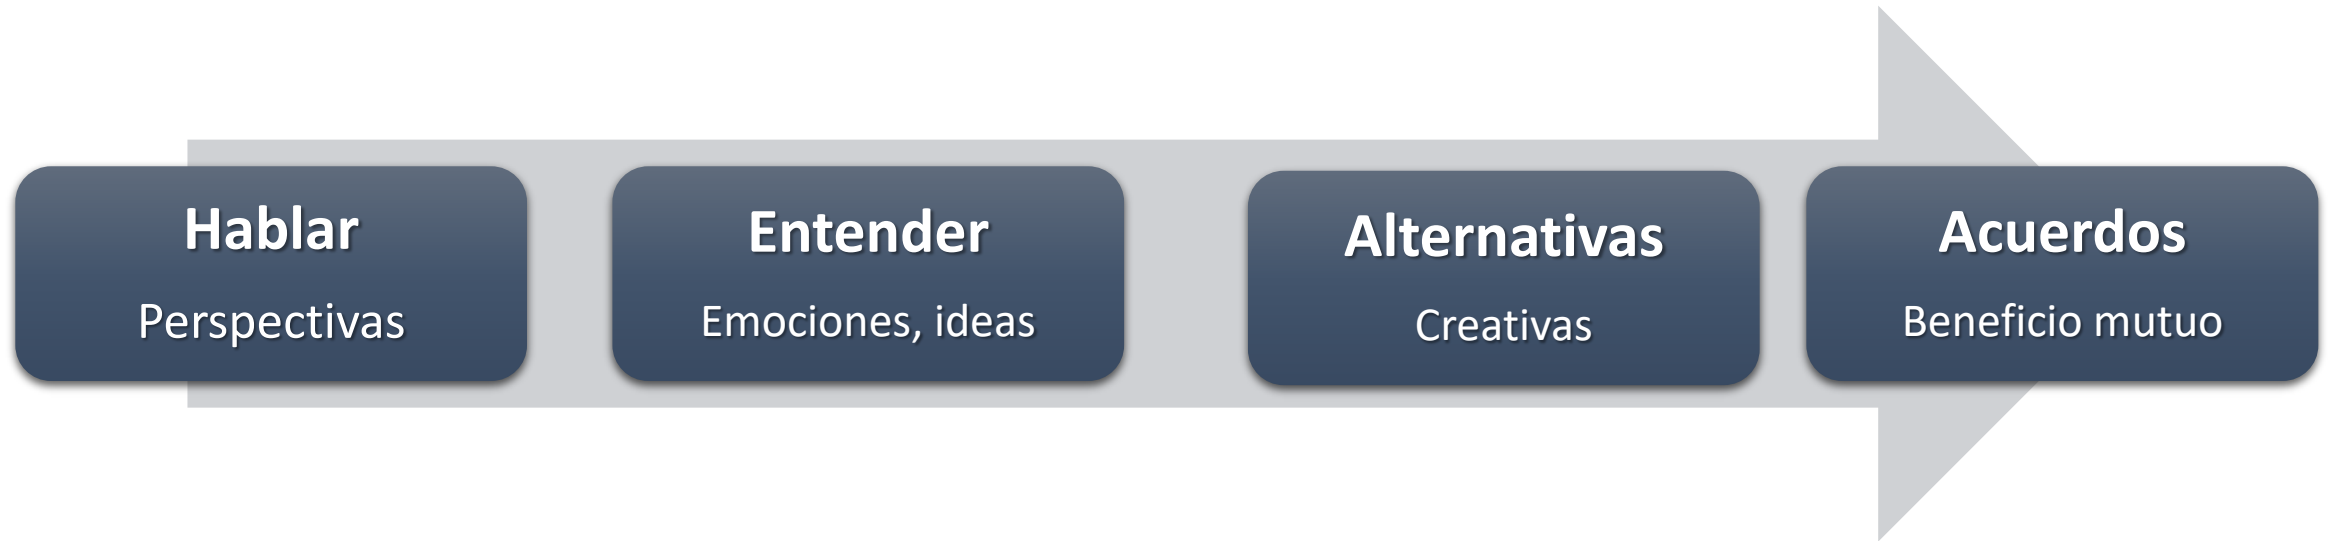 Hablar
Perspectivas
Entender
Emociones, ideas
Alternativas
Creativas
Acuerdos
Beneficio mutuo